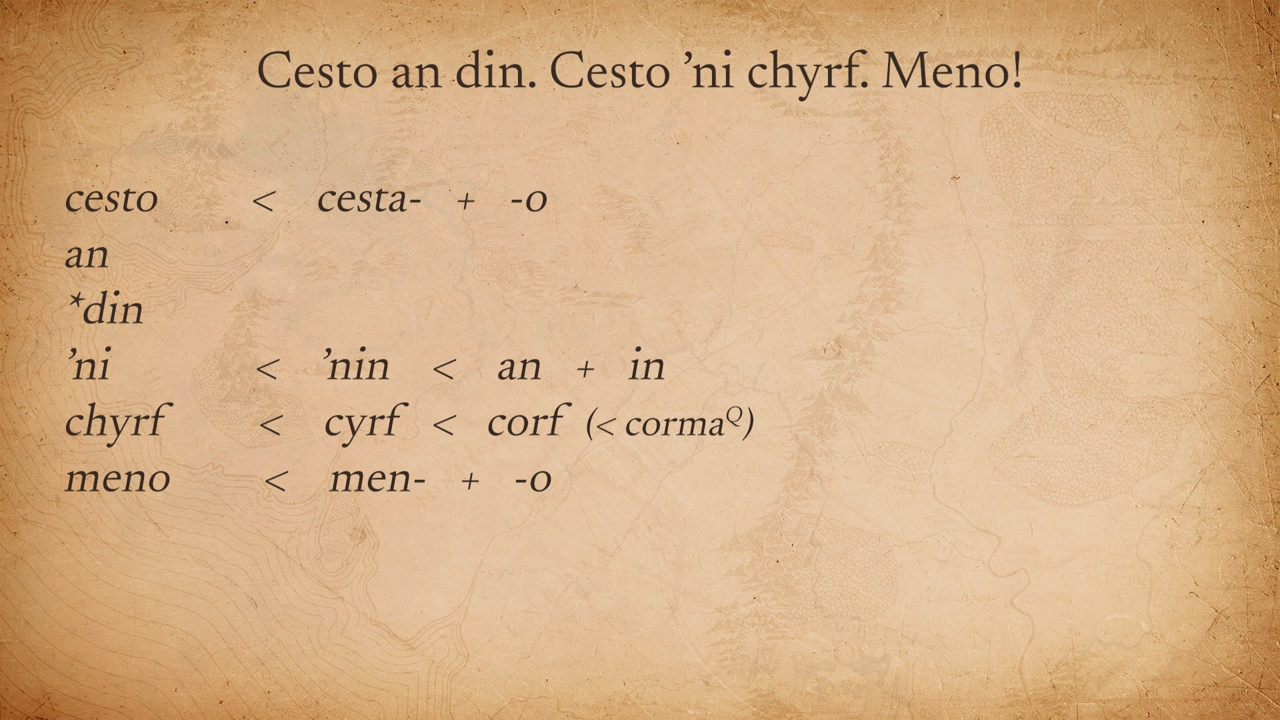 Cesto an din. Cesto ’ni chyrf. Meno!
cesto < cesta- + -o
an
*din
’ni < ’nin < an + in
chyrf < cyrf < corf (< cormaQ)
meno < men- + -o